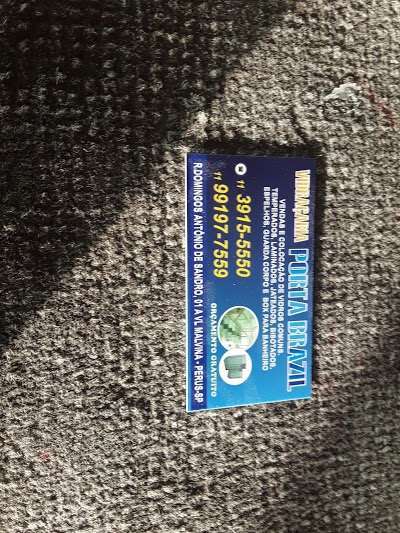 VIDRAÇARIA PORTA BRAZIL
VENDAS E COLOCAÇÃO DE VIDROS COMUNS,
TEMPERADOS, LAMINADOS, JATEADOS, BISOTADOS,
ESPELHOS, GUARDA CORPO E BOX PARA BANHEIRO
11 3915-5550
11 99197-7559
ORÇAMENTO GRATUITO
R.DOMINGOS ANTÔNIO DE SANDRO, 01 A VL MALVINA - PERUS-SP